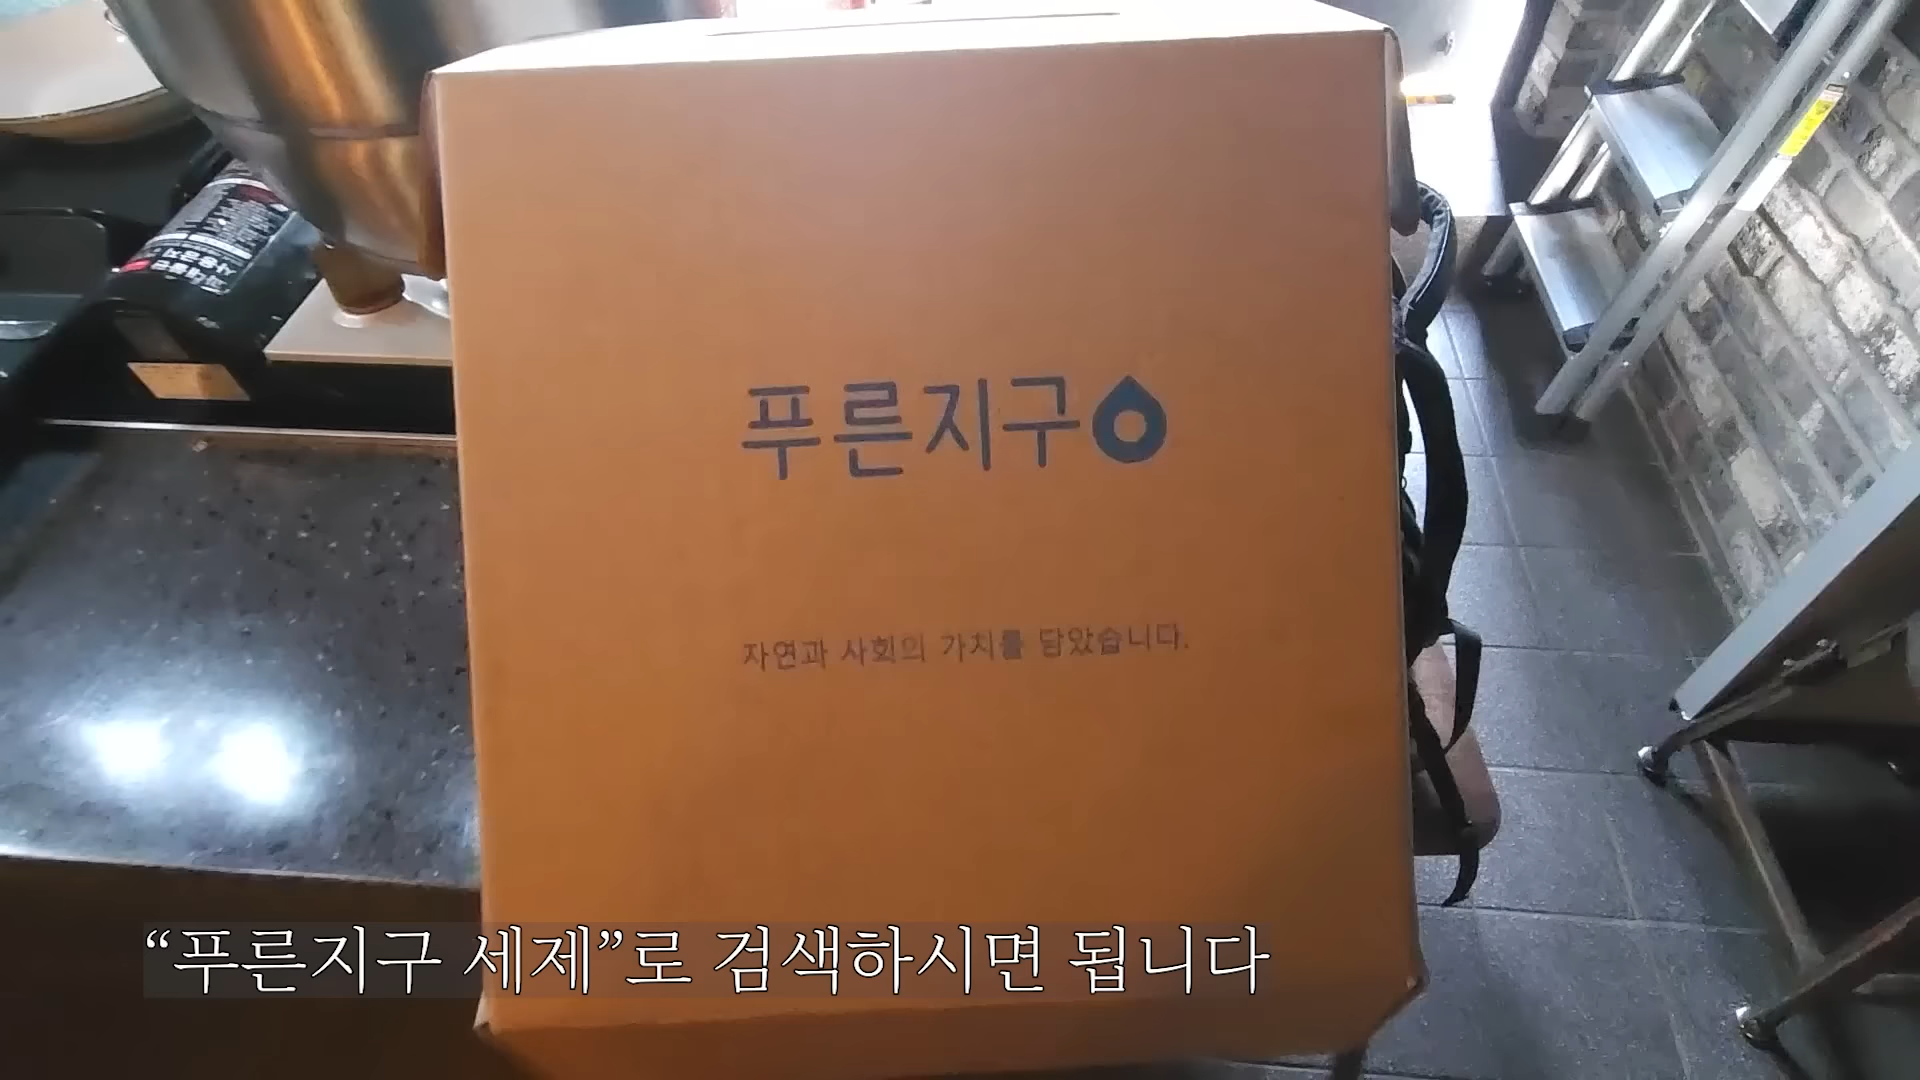 푸른지구
자연과 사회의 가치를 담았습니다.
“푸른지구 세제”로 검색하시면 됩니다